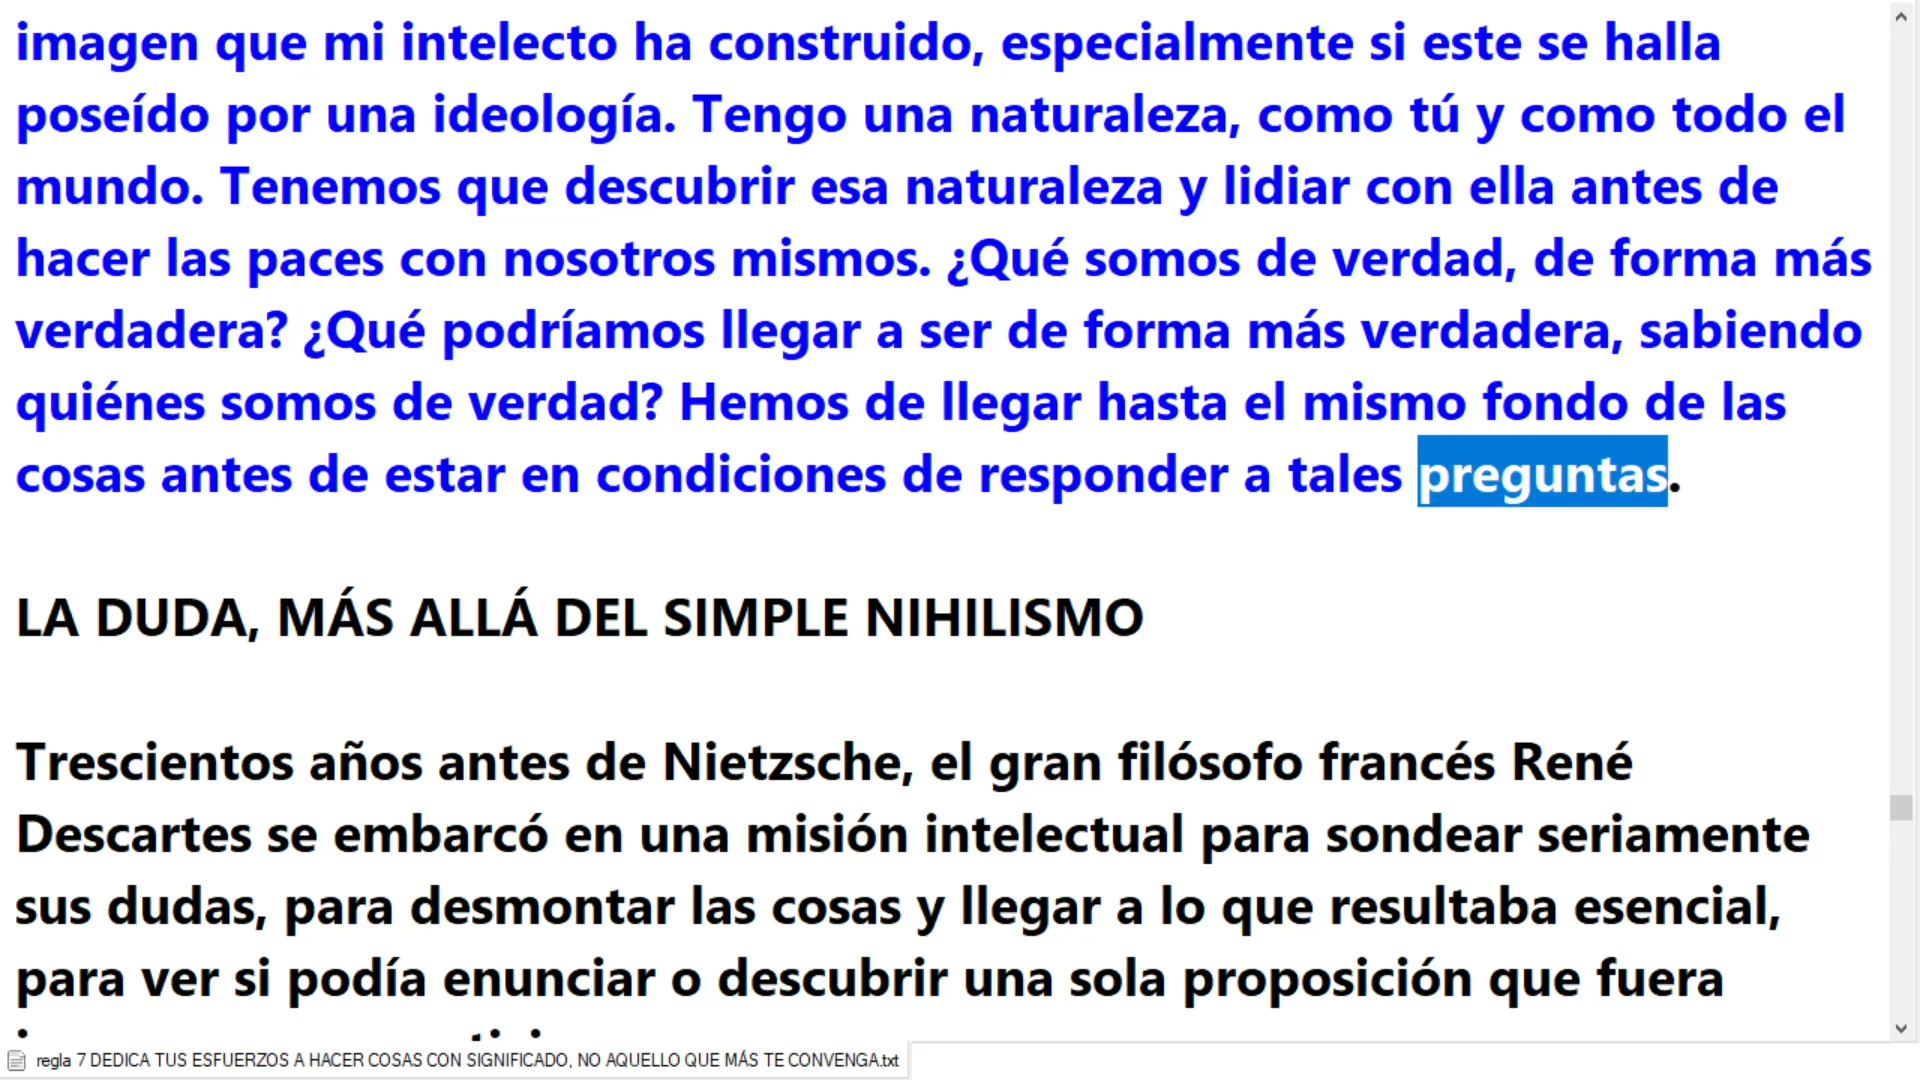 imagen que mi intelecto ha construido, especialmente si este se halla
poseído por una ideología. Tengo una naturaleza, como tú y como todo el
mundo. Tenemos que descubrir esa naturaleza y lidiar con ella antes de
hacer las paces con nosotros mismos. ¿Qué somos de verdad, de forma más
verdadera? ¿Qué podríamos llegar a ser de forma más verdadera, sabiendo
quiénes somos de verdad? Hemos de llegar hasta el mismo fondo de las
cosas antes de estar en condiciones de responder a tales preguntas.
LA DUDA, MÁS ALLÁ DEL SIMPLE NIHILISMO
Trescientos años antes de Nietzsche, el gran filósofo francés René
Descartes se embarcó en una misión intelectual para sondear seriamente
sus dudas, para desmontar las cosas y llegar a lo que resultaba esencial,
para ver si podía enunciar o descubrir una sola proposición que fuera
regla 7 DEDICA TUS ESFUERZOS A HACER COSAS CON SIGNIFICADO, NO AQUELLO QUE MÁS TE CONVENGA.txt